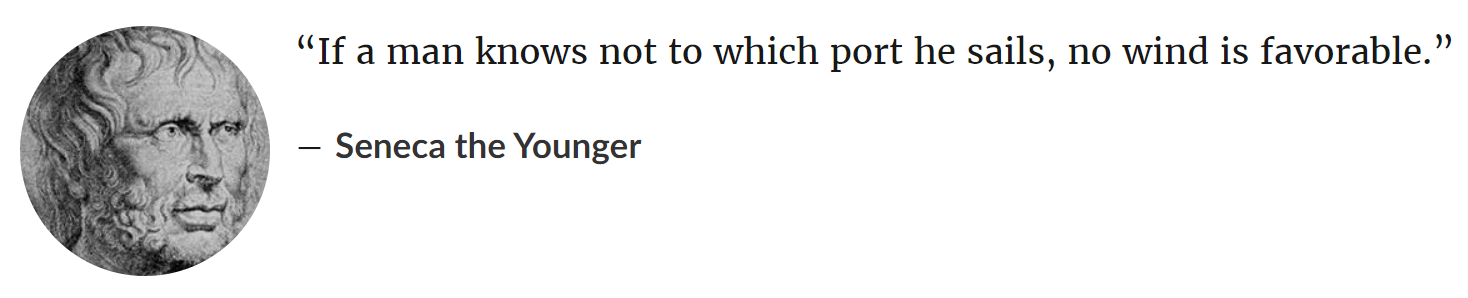 “If a man knows not to which port he sails, no wind is favorable.”
— Seneca the Younger